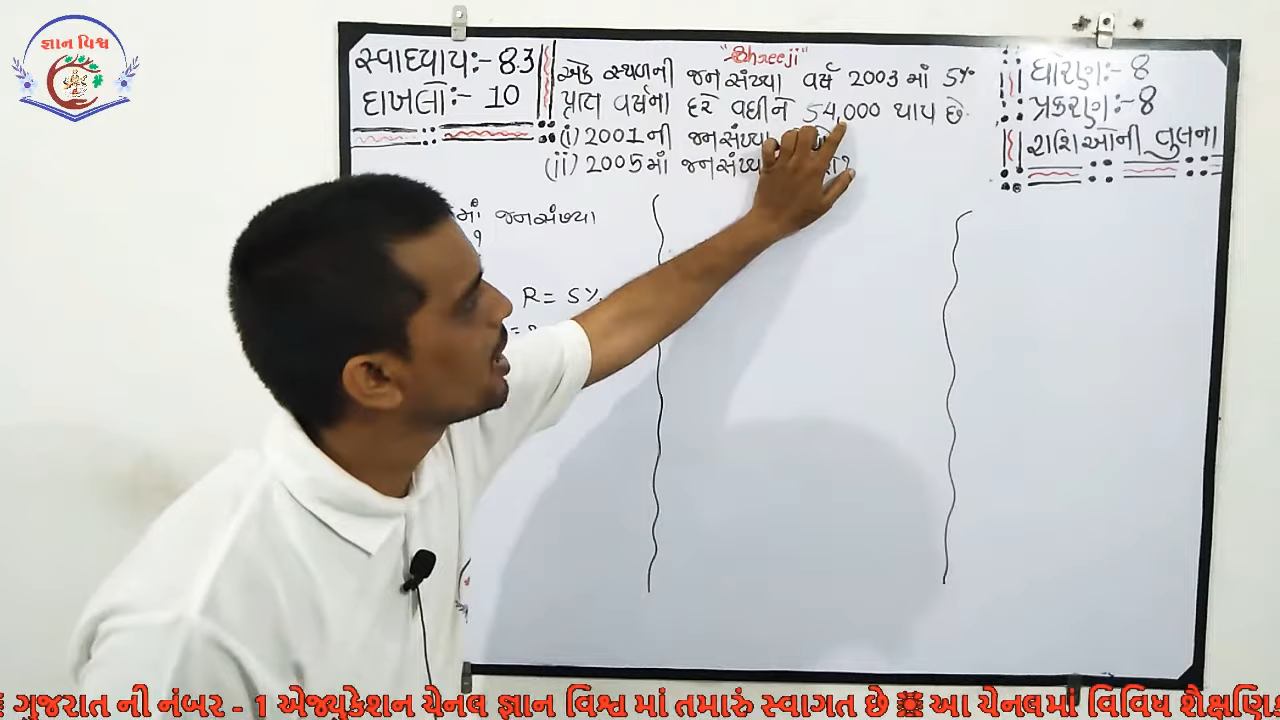 જ્ઞાન વિશ્વ
સ્વાધ્યાય:- 8.3
દાખલો:- 10
"Shreeji"
એક સ્થળની જનસંખ્યા વર્ષ 2003 માં 5%
પ્રતિ વર્ષના દરે વધીને 54,000 થાય છે.
(i) 2001 ની જનસંખ્યા
(ii) 2005માં જનસંખ્યા
ધોરણ:- 8
પ્રકરણ:- 8
રાશિઓની તુલના
માં જનસંખ્યા
R = 5%
ગુજરાત ની નંબર - 1 એજ્યુકેશન ચેનલ જ્ઞાન વિશ્વ માં તમારું સ્વાગત છે આ ચેનલમાં વિવિધ